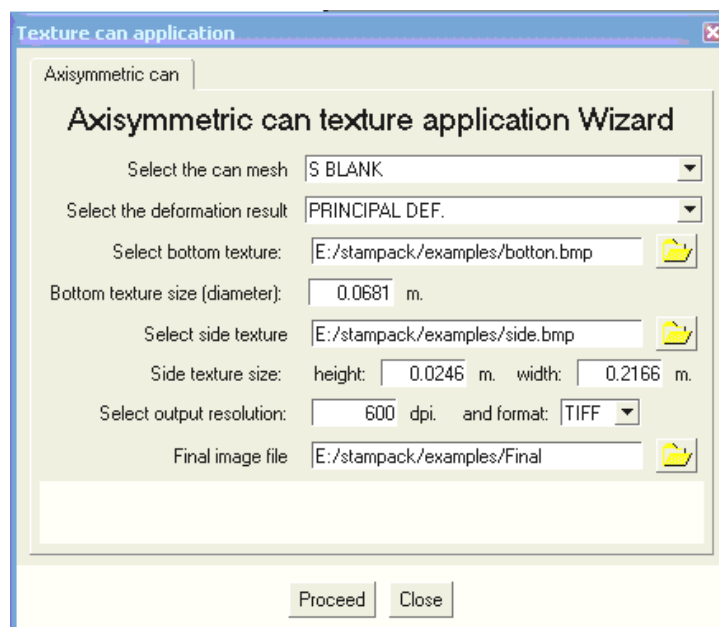 Texture can application
Axisymmetric can
Axisymmetric can texture application Wizard
Select the can mesh S BLANK
Select the deformation result PRINCIPAL DEF.
Select bottom texture: E:/stampack/examples/botton.bmp
Bottom texture size (diameter): 0.0681 m.
Select side texture E:/stampack/examples/side.bmp
Side texture size: height: 0.0246 m. width: 0.2166 m.
Select output resolution: 600 dpi. and format: TIFF
Final image file E:/stampack/examples/Final
Proceed Close